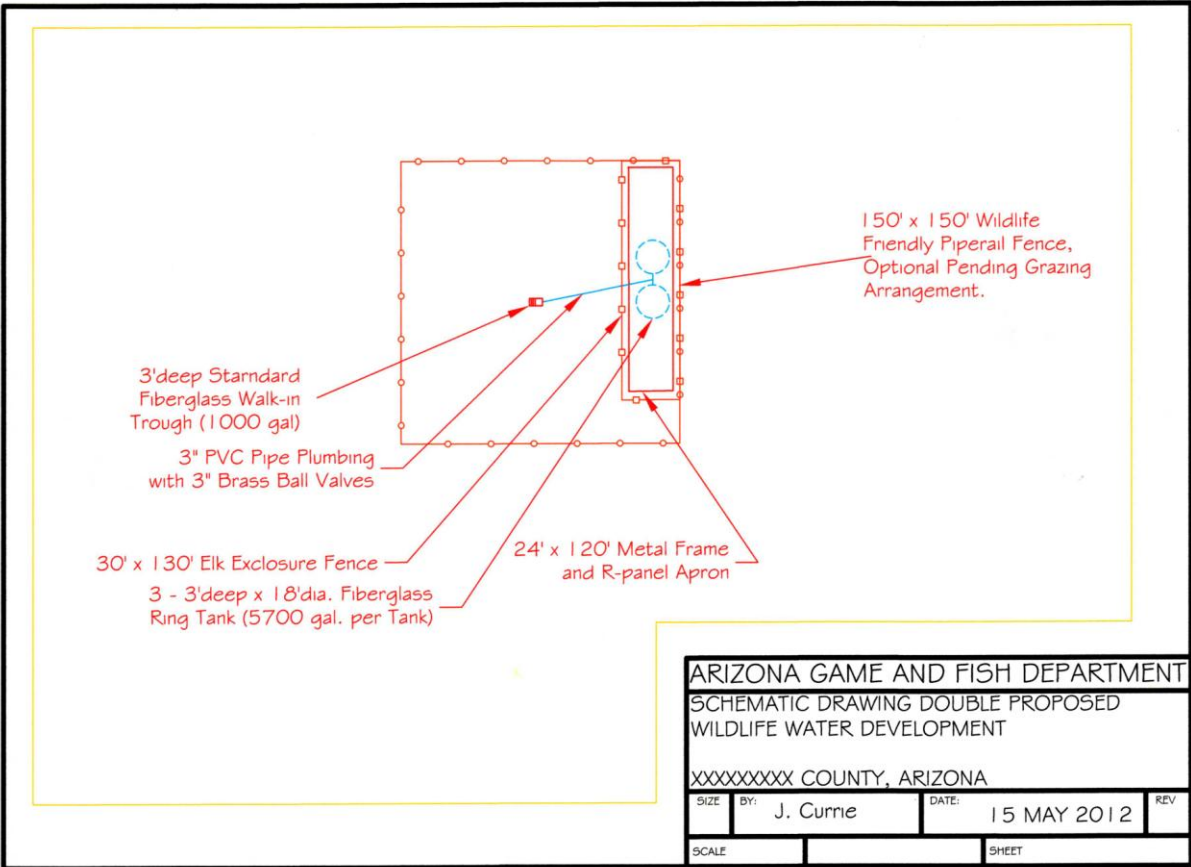 150' x 150' Wildlife
Friendly Piperail Fence,
Optional Pending Grazing
Arrangement.
3'deep Starndard
Fiberglass Walk-in
Trough (1000 gal)
3" PVC Pipe Plumbing
with 3" Brass Ball Valves
30' x 130' Elk Exclosure Fence
24' x 120' Metal Frame
and R-panel Apron
3 - 3'deep x 18'dia. Fiberglass
Ring Tank (5700 gal. per Tank)
ARIZONA GAME AND FISH DEPARTMENT
SCHEMATIC DRAWING DOUBLE PROPOSED
WILDLIFE WATER DEVELOPMENT
XXXXXXXXX COUNTY, ARIZONA
SIZE BY: J. Currie DATE: 15 MAY 2012 REV
SCALE SHEET